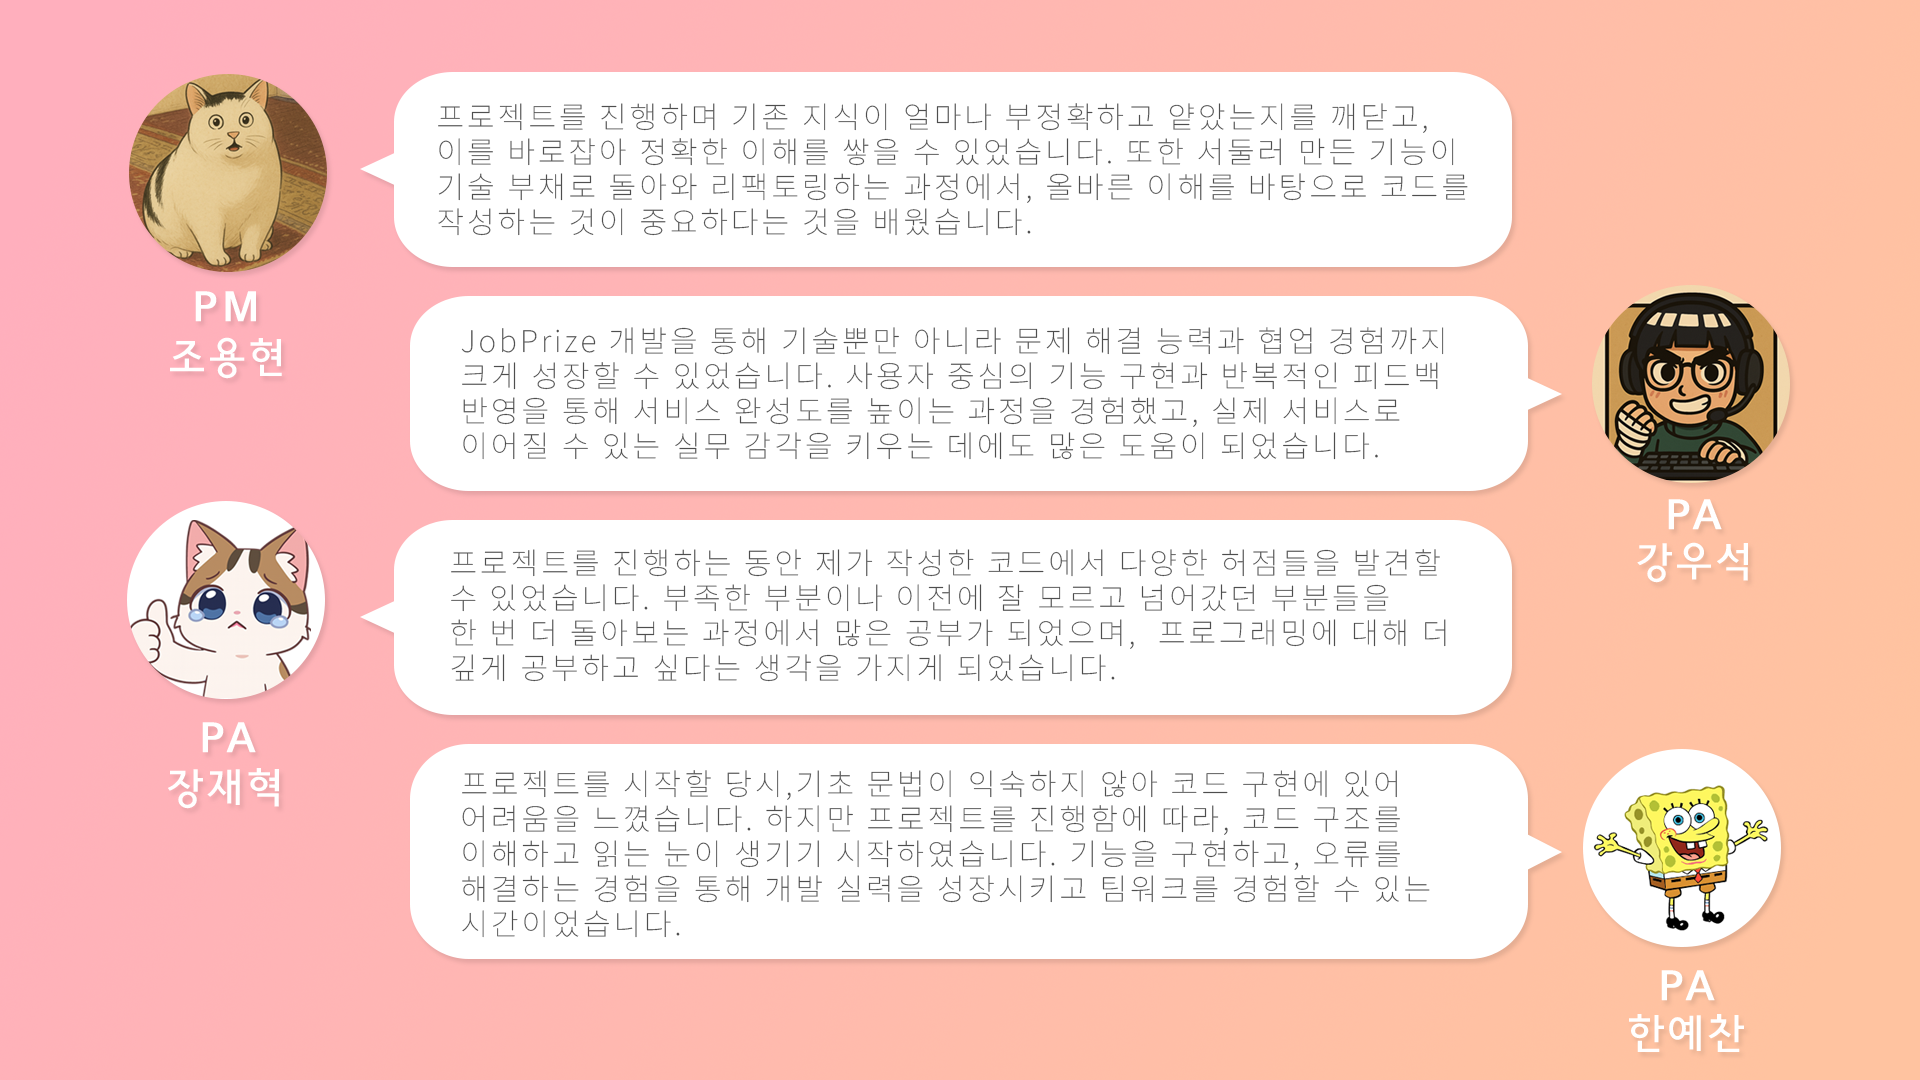 프로젝트를 진행하며 기존 지식이 얼마나 부정확하고 얕았는지를 깨닫고,
이를 바로잡아 정확한 이해를 쌓을 수 있었습니다. 또한 서둘러 만든 기능이
기술 부채로 돌아와 리팩토링하는 과정에서, 올바른 이해를 바탕으로 코드를
작성하는 것이 중요하다는 것을 배웠습니다.
PM
조용현
JobPrize 개발을 통해 기술뿐만 아니라 문제 해결 능력과 협업 경험까지
크게 성장할 수 있었습니다. 사용자 중심의 기능 구현과 반복적인 피드백
반영을 통해 서비스 완성도를 높이는 과정을 경험했고, 실제 서비스로
이어질 수 있는 실무 감각을 키우는 데에도 많은 도움이 되었습니다.
PA
강우석
프로젝트를 진행하는 동안 제가 작성한 코드에서 다양한 허점들을 발견할
수 있었습니다. 부족한 부분이나 이전에 잘 모르고 넘어갔던 부분들을
한 번 더 돌아보는 과정에서 많은 공부가 되었으며,  프로그래밍에 대해 더
깊게 공부하고 싶다는 생각을 가지게 되었습니다.
PA
장재혁
프로젝트를 시작할 당시,기초 문법이 익숙하지 않아 코드 구현에 있어
어려움을 느꼈습니다. 하지만 프로젝트를 진행함에 따라, 코드 구조를
이해하고 읽는 눈이 생기기 시작하였습니다. 기능을 구현하고, 오류를
해결하는 경험을 통해 개발 실력을 성장시키고 팀워크를 경험할 수 있는
시간이었습니다.
PA
한예찬